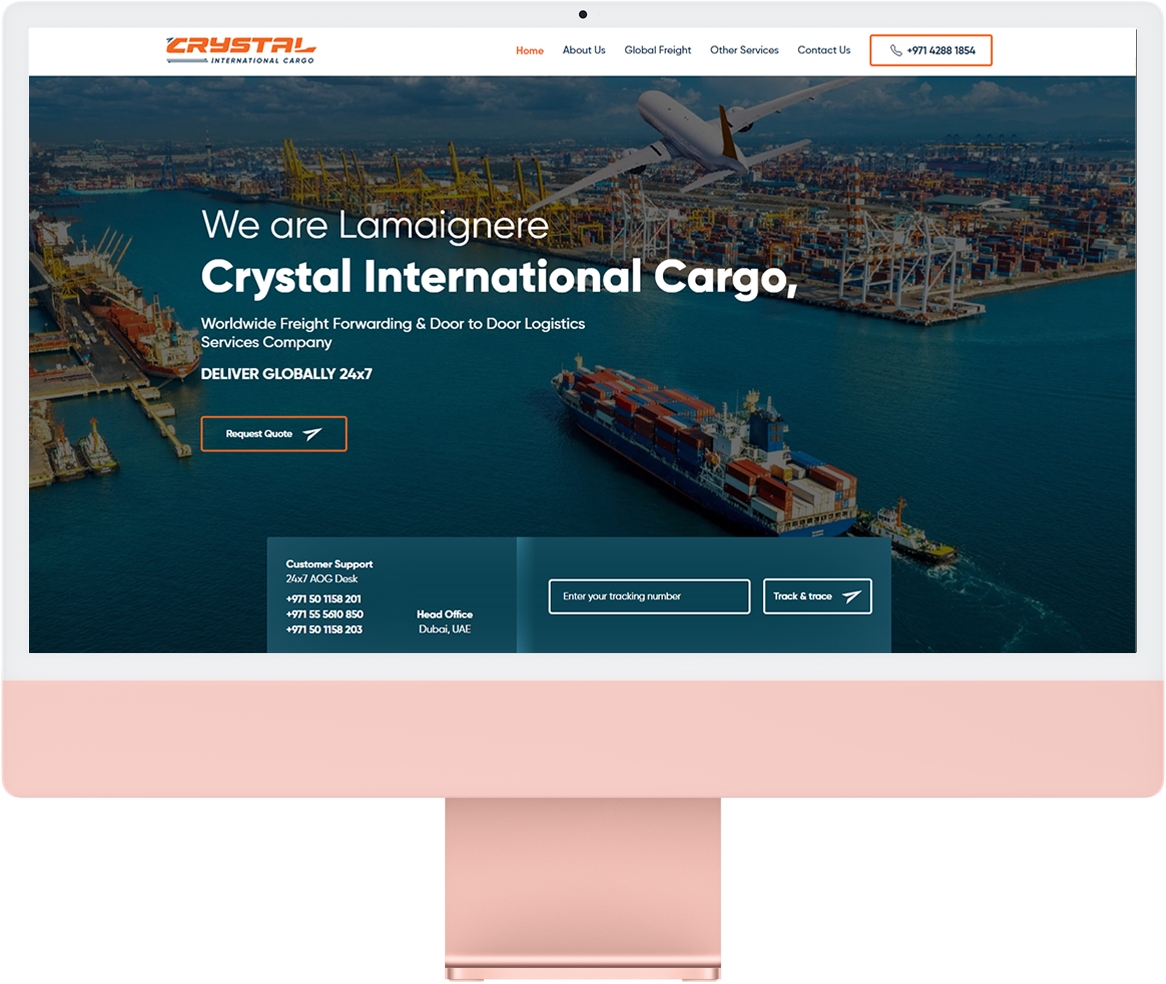 CRYSTAL
INTERNATIONAL CARGO
Home
About Us
Global Freight
Other Services
Contact Us
+971 4288 1854
We are Lamaignere
Crystal International Cargo,
Worldwide Freight Forwarding & Door to Door Logistics
Services Company
DELIVER GLOBALLY 24x7
Request Quote
Customer Support
24x7 AOG Desk
+971 50 1158 201
+971 55 5610 850
+971 50 1158 203
Head Office
Dubai, UAE
Enter your tracking number
Track & trace